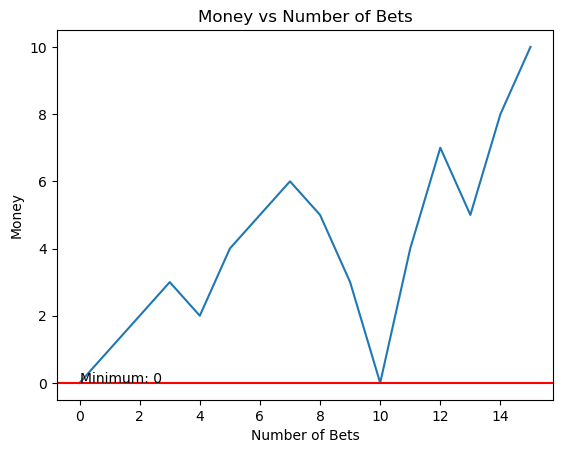 Money vs Number of Bets
Money
10
8
6
4
2
0
Minimum: 0
0 2 4 6 8 10 12 14
Number of Bets